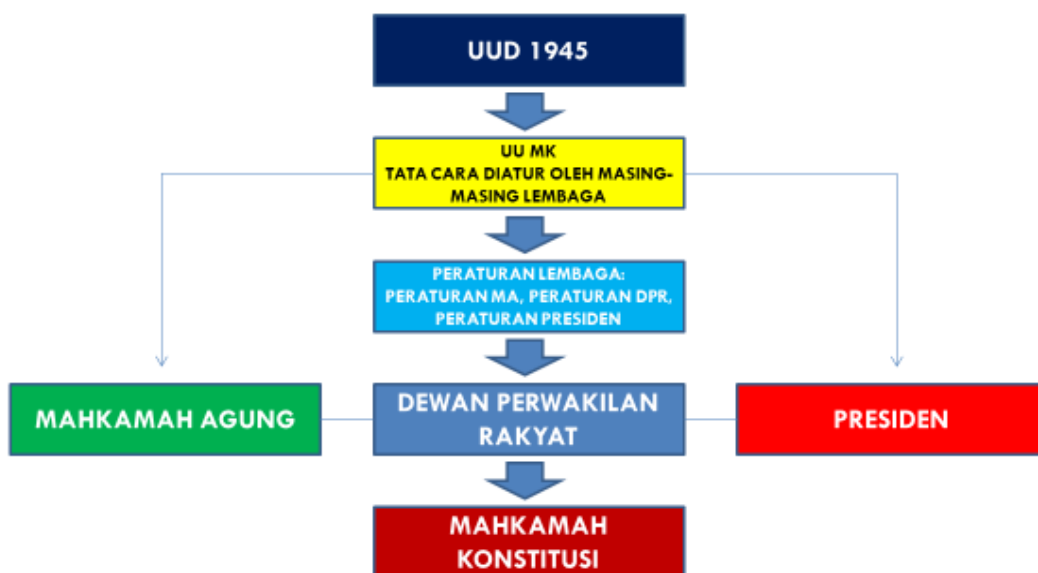 UUD 1945
UU MK
TATA CARA DIATUR OLEH MASING-
MASING LEMBAGA
PERATURAN LEMBAGA:
PERATURAN MA, PERATURAN DPR,
PERATURAN PRESIDEN
MAHKAMAH AGUNG
DEWAN PERWAKILAN
RAKYAT
PRESIDEN
MAHKAMAH
KONSTITUSI